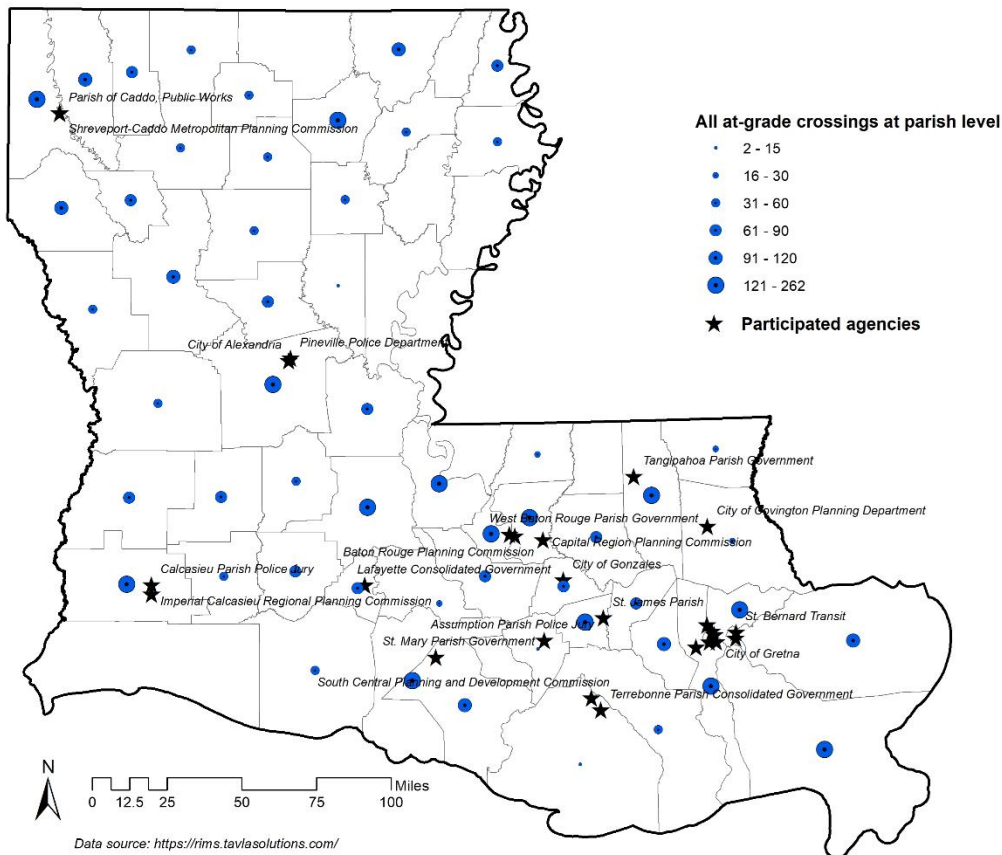 Parish of Caddo, Public Works
Shreveport-Caddo Metropolitan Planning Commission
All at-grade crossings at parish level
2 - 15
16 - 30
31 - 60
61 - 90
91 - 120
121 - 262
Participated agencies
City of Alexandria
Pineville Police Department
Tangipahoa Parish Government
City of Covington Planning Department
West Baton Rouge Parish Government
Capital Region Planning Commission
Baton Rouge Planning Commission
Calcasieu Parish Police Jury
Lafayette Consolidated Government
City of Gonzales
Imperial Calcasieu Regional Planning Commission
St. James Parish
Assumption Parish Police Jury
St. Bernard Transit
St. Mary Parish Government
City of Gretna
South Central Planning and Development Commission
Terrebonne Parish Consolidated Government
N
Miles
0 12.5 25 50 75 100
Data source: https://rims.tavlasolutions.com/